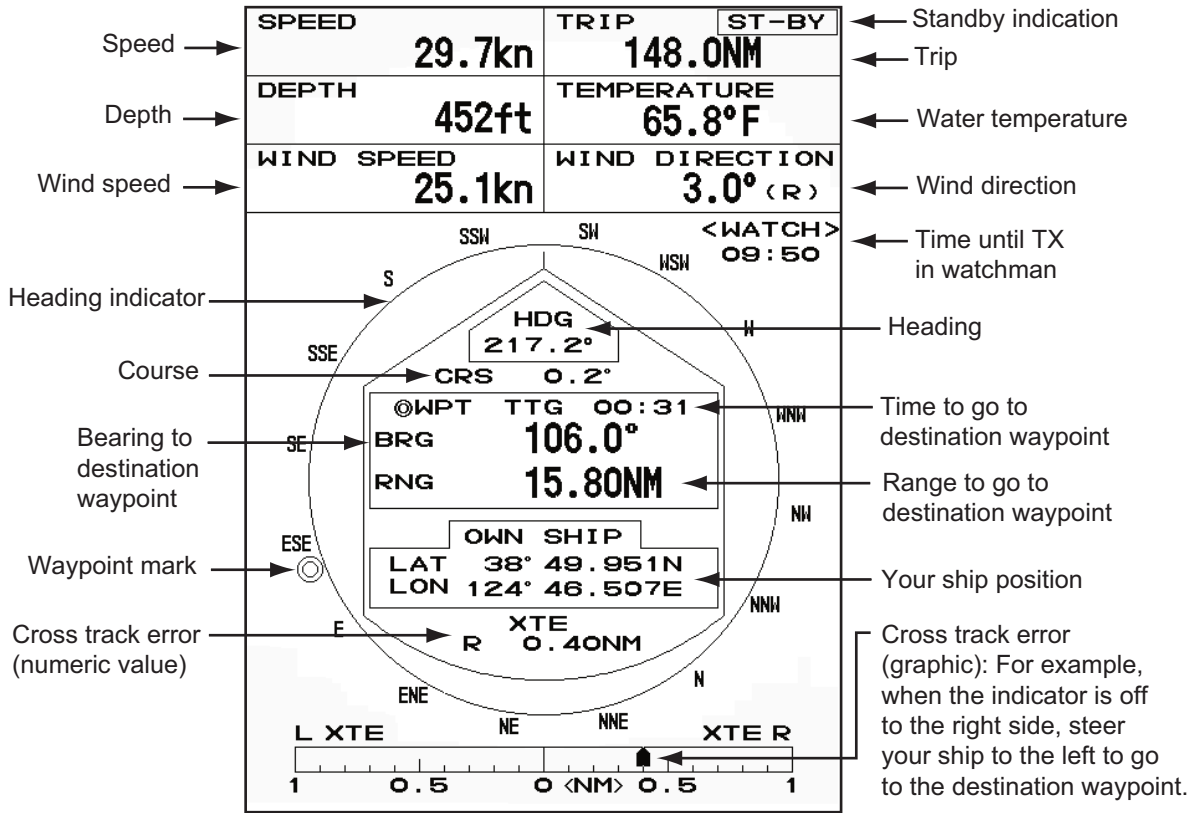 SPEED
29.7kn
TRIP
ST-BY
148.0NM
DEPTH
452ft
TEMPERATURE
65.8°F
WIND SPEED
25.1kn
WIND DIRECTION
3.0° (R)
<WATCH>
09:50
SSW
SW
WSW
S
W
SSE
WNW
SE
NW
ESE
NNW
E
N
ENE
NE
NNE
HDG
217.2°
CRS 0.2°
◎WPT TTG 00:31
BRG 106.0°
RNG 15.80NM
OWN SHIP
LAT 38° 49.951N
LON 124° 46.507E
XTE
R 0.40NM
L XTE
XTE R
1 0.5 0 <NM> 0.5 1
Speed
Depth
Wind speed
Heading indicator
Course
Bearing to
destination
waypoint
Waypoint mark
Cross track error
(numeric value)
Standby indication
Trip
Water temperature
Wind direction
Time until TX
in watchman
Heading
Time to go to
destination waypoint
Range to go to
destination waypoint
Your ship position
Cross track error
(graphic): For example,
when the indicator is off
to the right side, steer
your ship to the left to go
to the destination waypoint.